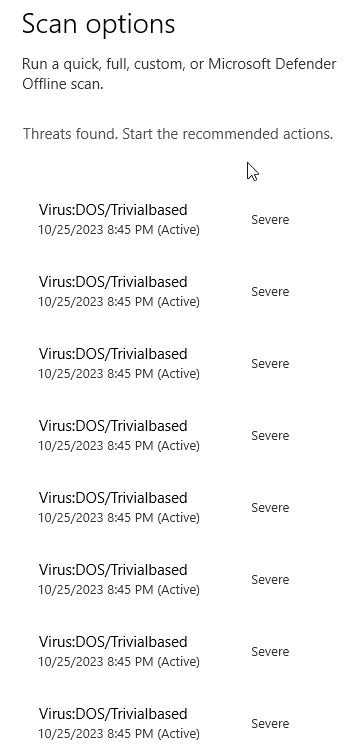 Scan options
Run a quick, full, custom, or Microsoft Defender
Offline scan.
Threats found. Start the recommended actions.
Virus:DOS/Trivialbased
10/25/2023 8:45 PM (Active)
Severe
Virus:DOS/Trivialbased
10/25/2023 8:45 PM (Active)
Severe
Virus:DOS/Trivialbased
10/25/2023 8:45 PM (Active)
Severe
Virus:DOS/Trivialbased
10/25/2023 8:45 PM (Active)
Severe
Virus:DOS/Trivialbased
10/25/2023 8:45 PM (Active)
Severe
Virus:DOS/Trivialbased
10/25/2023 8:45 PM (Active)
Severe
Virus:DOS/Trivialbased
10/25/2023 8:45 PM (Active)
Severe
Virus:DOS/Trivialbased
10/25/2023 8:45 PM (Active)
Severe